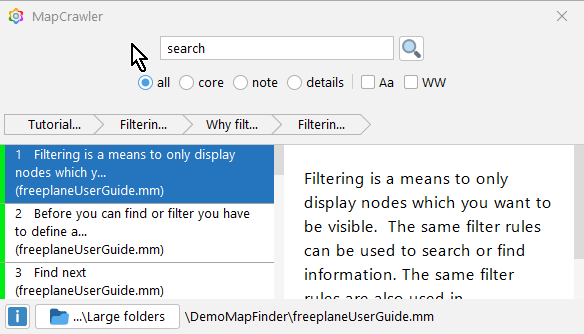 MapCrawler
search
all core note details Aa WW
Tutorial... Filterin... Why filt... Filterin...
1 Filtering is a means to only display
nodes which y...
(freeplaneUserGuide.mm)
2 Before you can find or filter you have
to define a...
(freeplaneUserGuide.mm)
3 Find next
(freeplaneUserGuide.mm)
Filtering is a means to only
display nodes which you want to
be visible. The same filter rules
can be used to search or find
information. The same filter
rules are also used in
...\Large folders \DemoMapFinder\freeplaneUserGuide.mm